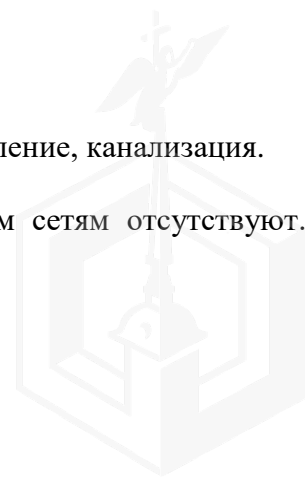 ление, канализация.
м сетям отсутствуют.